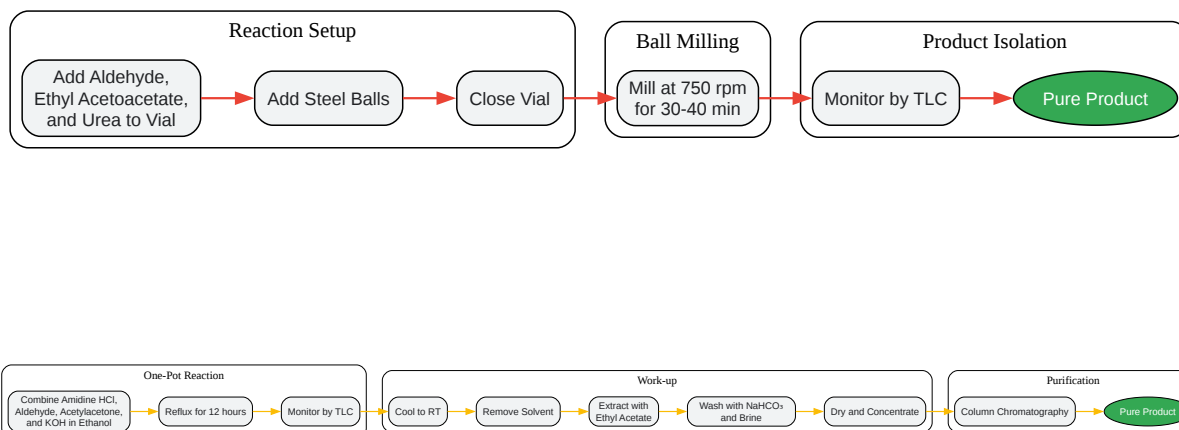 Reaction Setup
Add Aldehyde,
Ethyl Acetoacetate,
and Urea to Vial
Add Steel Balls
Close Vial
Ball Milling
Mill at 750 rpm
for 30-40 min
Product Isolation
Monitor by TLC
Pure Product
One-Pot Reaction
Combine Amidine HCl,
Aldehyde, Acetylacetone,
and KOH in Ethanol
Reflux for 12 hours
Monitor by TLC
Work-up
Cool to RT
Remove Solvent
Extract with
Ethyl Acetate
Wash with NaHCO₃
and Brine
Dry and Concentrate
Purification
Column Chromatography
Pure Product